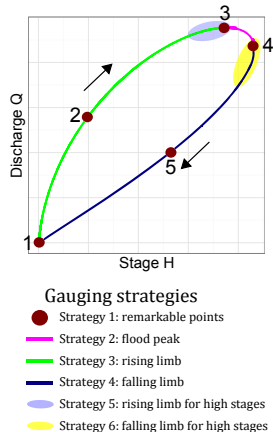 3
4
2
5
1
Discharge Q
Stage H
Gauging strategies
Strategy 1: remarkable points
Strategy 2: flood peak
Strategy 3: rising limb
Strategy 4: falling limb
Strategy 5: rising limb for high stages
Strategy 6: falling limb for high stages